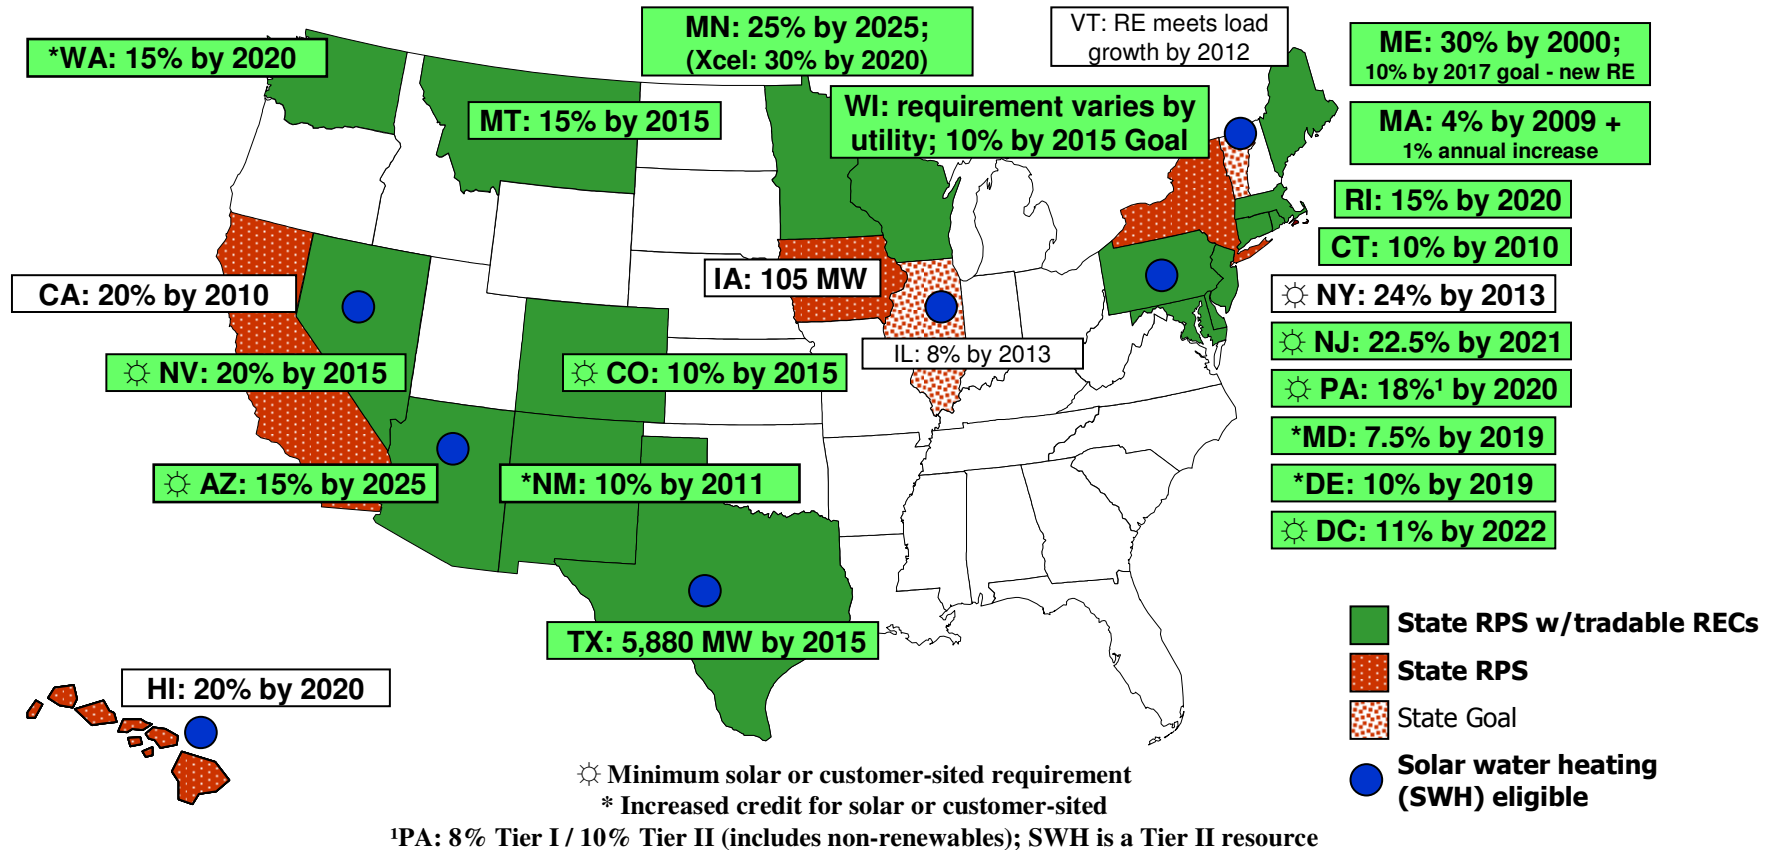 *WA: 15% by 2020
MN: 25% by 2025;
(Xcel: 30% by 2020)
VT: RE meets load
growth by 2012
ME: 30% by 2000;
10% by 2017 goal - new RE
MT: 15% by 2015
WI: requirement varies by
utility; 10% by 2015 Goal
MA: 4% by 2009 +
1% annual increase
RI: 15% by 2020
CT: 10% by 2010
CA: 20% by 2010
IA: 105 MW
☼ NY: 24% by 2013
IL: 8% by 2013
☼ NJ: 22.5% by 2021
☼ NV: 20% by 2015
☼ CO: 10% by 2015
☼ PA: 18%¹ by 2020
*MD: 7.5% by 2019
☼ AZ: 15% by 2025
*NM: 10% by 2011
*DE: 10% by 2019
☼ DC: 11% by 2022
TX: 5,880 MW by 2015
HI: 20% by 2020
State RPS w/tradable RECs
State RPS
State Goal
Solar water heating
(SWH) eligible
☼ Minimum solar or customer-sited requirement
* Increased credit for solar or customer-sited
¹PA: 8% Tier I / 10% Tier II (includes non-renewables); SWH is a Tier II resource